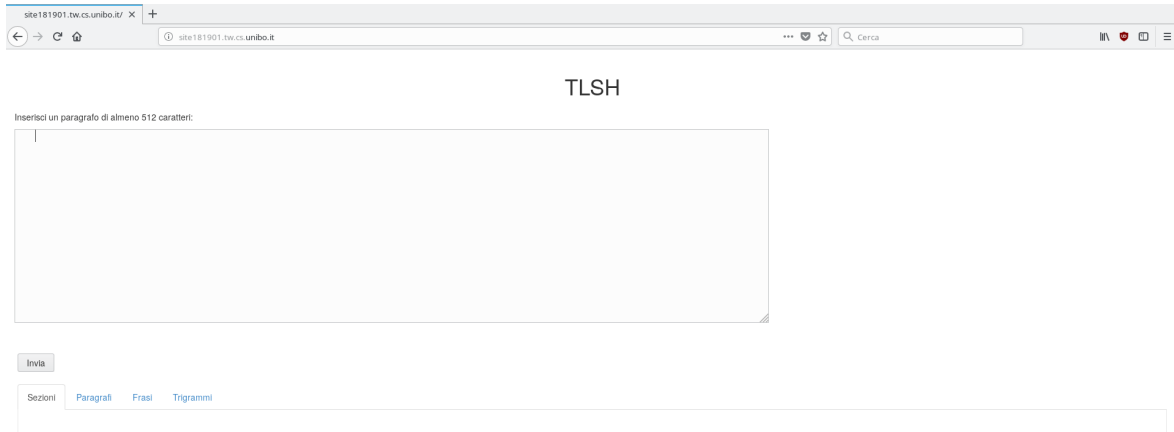 site181901.tw.cs.unibo.it/
site181901.tw.cs.unibo.it
Cerca
TLSH
Inserisci un paragrafo di almeno 512 caratteri:
Invia
Sezioni Paragrafi Frasi Trigrammi